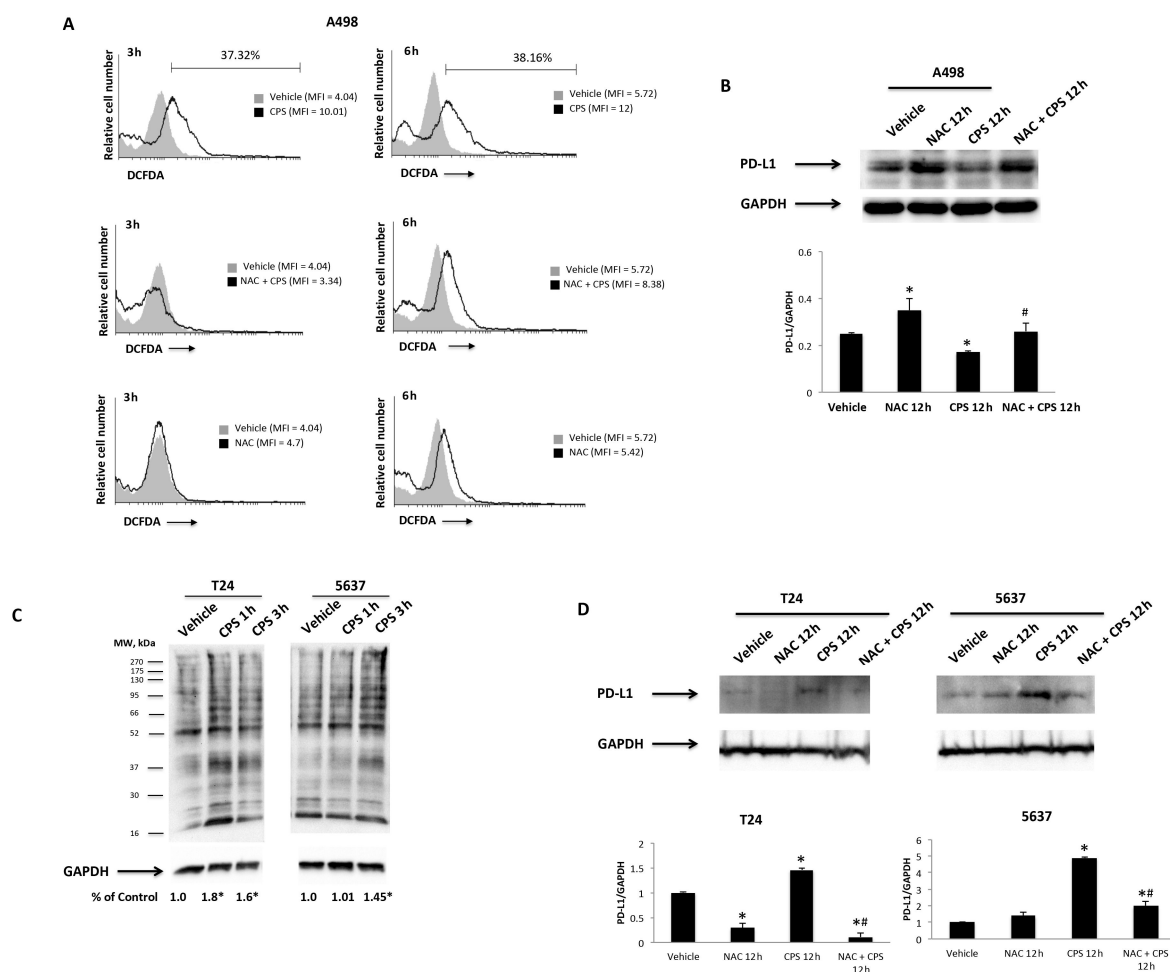 A
A498
3h
37.32%
Relative cell number
Vehicle (MFI = 4.04)
CPS (MFI = 10.01)
DCFDA
6h
38.16%
Relative cell number
Vehicle (MFI = 5.72)
CPS (MFI = 12)
DCFDA
3h
Relative cell number
Vehicle (MFI = 4.04)
NAC + CPS (MFI = 3.34)
DCFDA
6h
Relative cell number
Vehicle (MFI = 5.72)
NAC + CPS (MFI = 8.38)
DCFDA
3h
Relative cell number
Vehicle (MFI = 4.04)
NAC (MFI = 4.7)
DCFDA
6h
Relative cell number
Vehicle (MFI = 5.72)
NAC (MFI = 5.42)
DCFDA
B
A498
Vehicle
NAC 12h
CPS 12h
NAC + CPS 12h
PD-L1
GAPDH
PD-L1/GAPDH
0.6
0.4
0.2
0
*
*
#
Vehicle
NAC 12h
CPS 12h
NAC + CPS 12h
C
T24
5637
Vehicle
CPS 1h
CPS 3h
Vehicle
CPS 1h
CPS 3h
MW, kDa
270
175
130
95
66
52
37
30
16
GAPDH
% of Control 1.0 1.8* 1.6* 1.0 1.01 1.45*
D
T24
5637
Vehicle
NAC 12h
CPS 12h
NAC + CPS 12h
Vehicle
NAC 12h
CPS 12h
NAC + CPS 12h
PD-L1
GAPDH
T24
PD-L1/GAPDH
2
1.5
1
0.5
0
*
*
*#
Vehicle
NAC 12h
CPS 12h
NAC + CPS
12h
5637
PD-L1/GAPDH
6
5
4
3
2
1
0
*
*#
Vehicle
NAC 12h
CPS 12h
NAC + CPS
12h